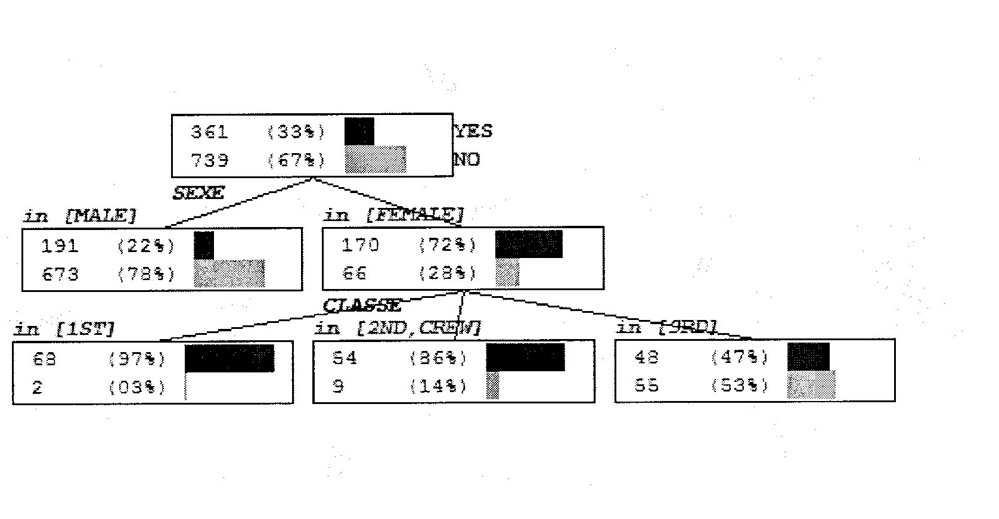 361 (33%) YES
739 (67%) NO
SEXE
in [MALE] in [FEMALE]
191 (22%) 170 (72%)
673 (78%) 66 (28%)
CLASSE
in [1ST] in [2ND,CREW] in [3RD]
68 (97%) 54 (86%) 48 (47%)
2 (03%) 9 (14%) 55 (53%)